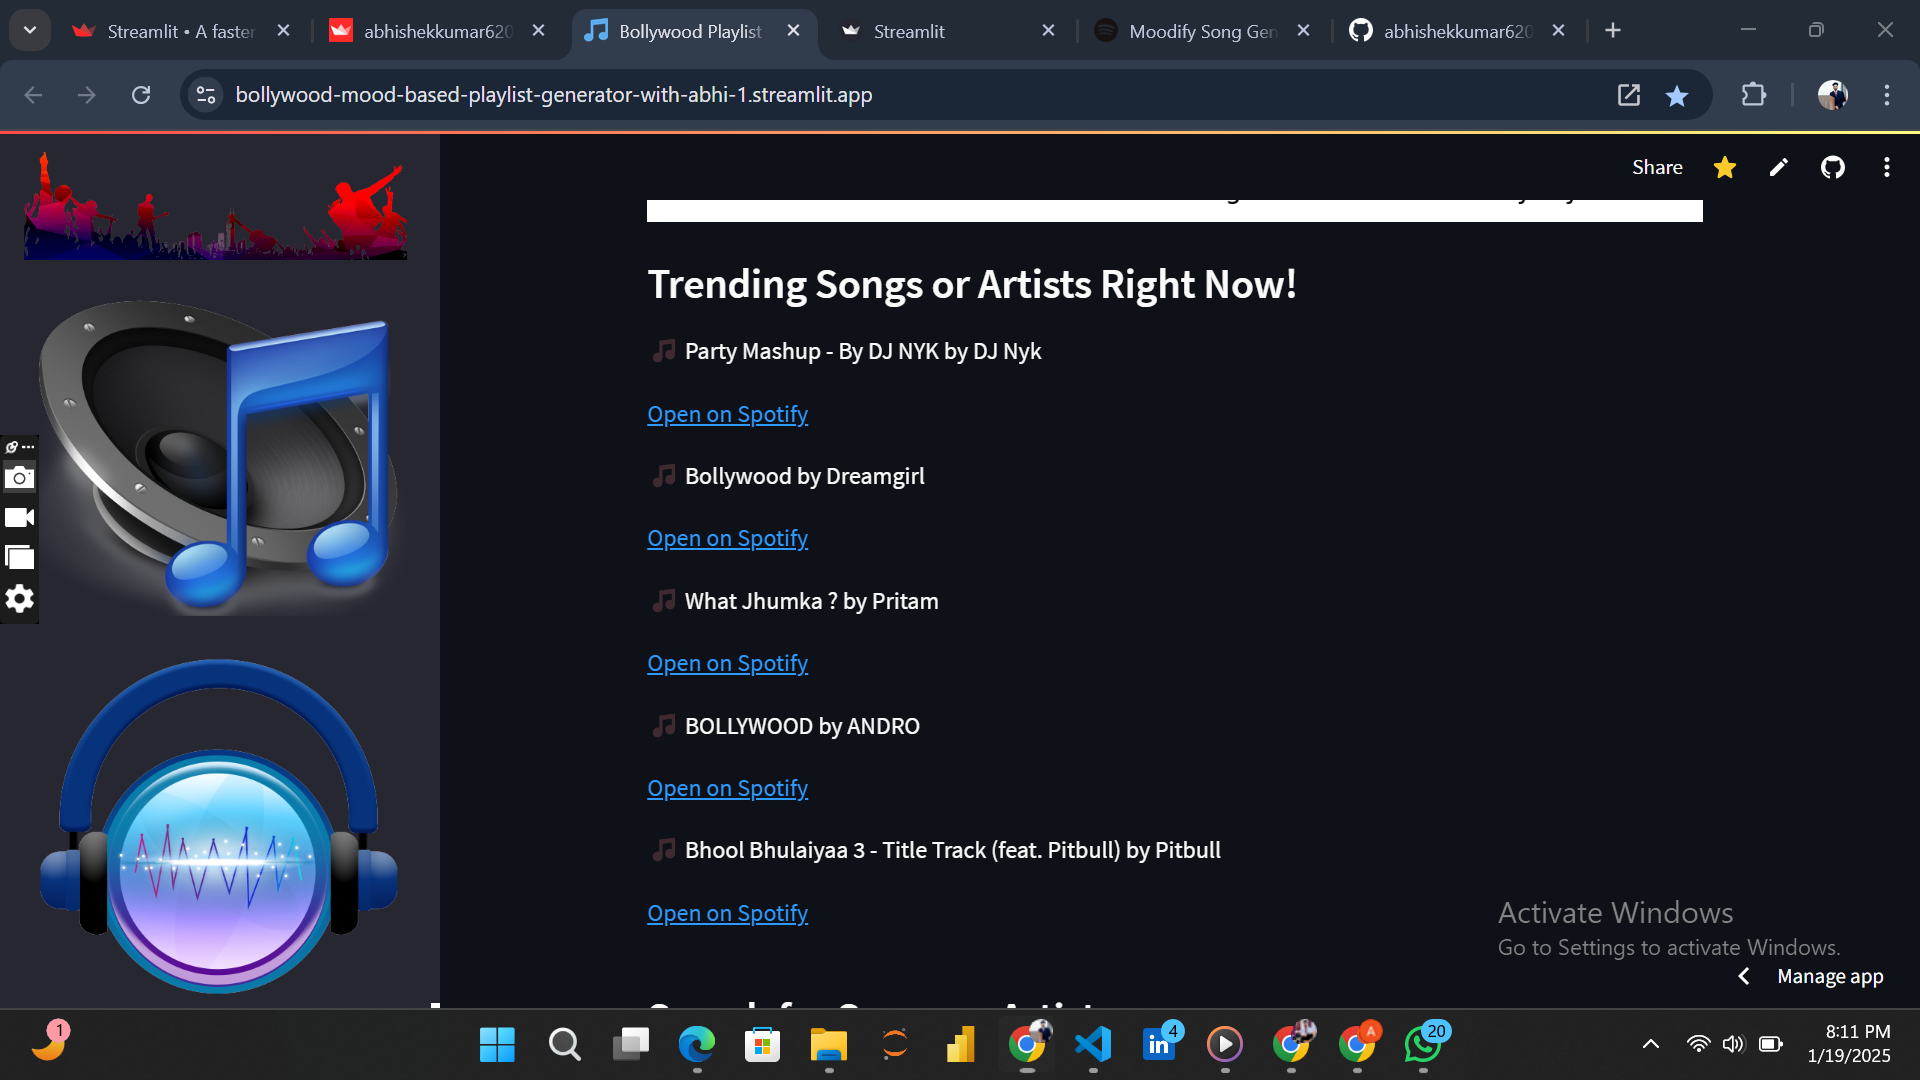 Streamlit • A faster
abhishekkumar620
Bollywood Playlist
Streamlit
Moodify Song Gen
abhishekkumar620
bollywood-mood-based-playlist-generator-with-abhi-1.streamlit.app
Share
Trending Songs or Artists Right Now!
Party Mashup - By DJ NYK by DJ Nyk
Open on Spotify
Bollywood by Dreamgirl
Open on Spotify
What Jhumka ? by Pritam
Open on Spotify
BOLLYWOOD by ANDRO
Open on Spotify
Bhool Bhulaiyaa 3 - Title Track (feat. Pitbull) by Pitbull
Open on Spotify
Activate Windows
Go to Settings to activate Windows.
Manage app
1
4
A
20
8:11 PM
1/19/2025